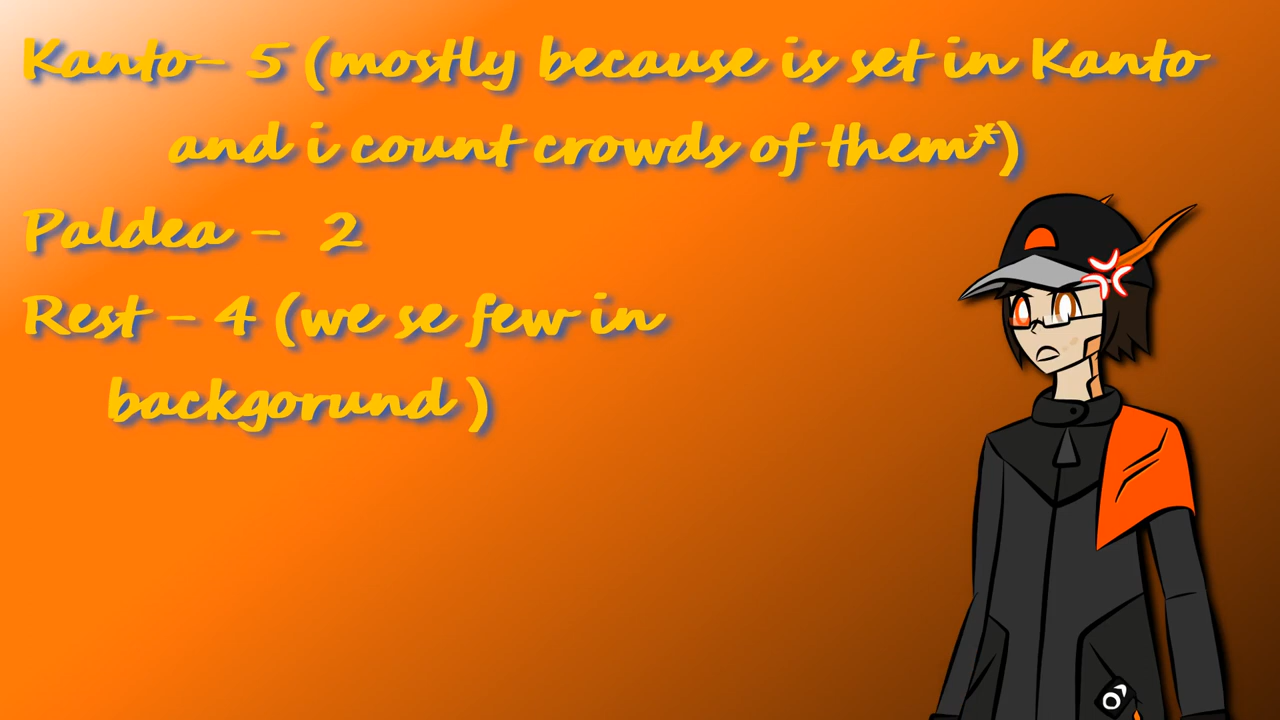 Kanto- 5 (mostly because is set in Kanto
and i count crowds of them*)
Paldea - 2
Rest - 4 (we se few in
backgorund )